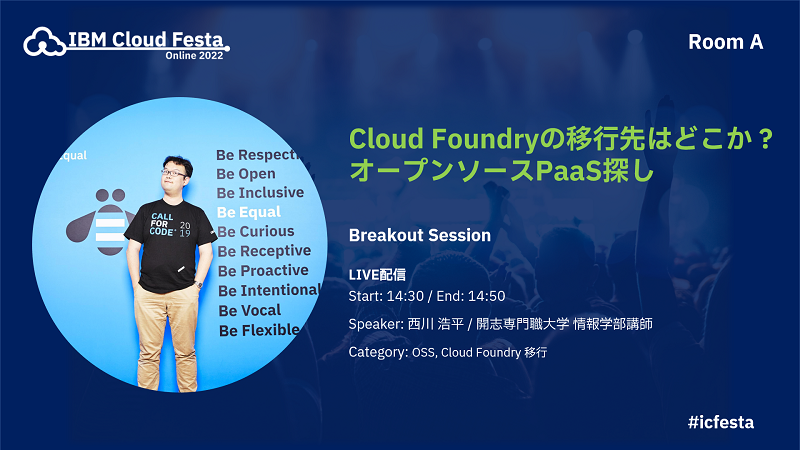 IBM Cloud Festa
Online 2022
Room A
Cloud Foundryの移行先はどこか？
オープンソースPaaS探し
Equal
Be Respecti
Be Open
Be Inclusive
Be Equal
Be Curious
Be Receptive
Be Proactive
Be Intentional
Be Vocal
Be Flexible
CALL
FOR
CODE
20
19
Breakout Session
LIVE配信
Start: 14:30 / End: 14:50
Speaker: 西川 浩平 / 開志専門職大学 情報学部講師
Category: OSS, Cloud Foundry 移行
#icfesta